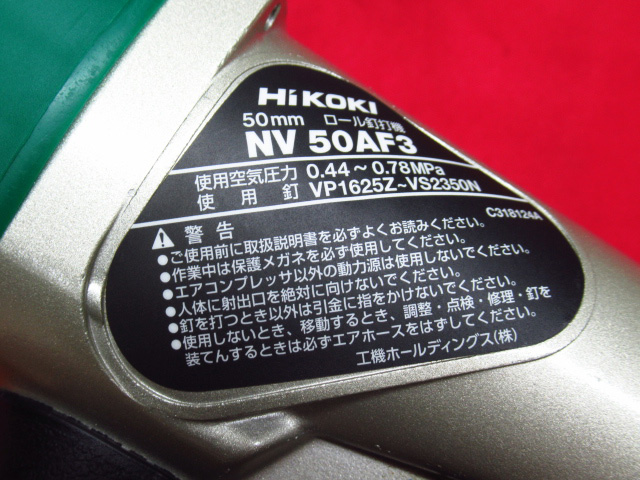 HiKOKI
50mm ロール釘打機
NV 50AF3
使用空気圧力 0.44～0.78MPa
使用釘 VP1625Z~VS2350N
C318124A
⚠ 警告
●ご使用前に取扱説明書を必ずよくお読みください。
●作業中は保護メガネを必ず使用してください。
●エアコンプレッサ以外の動力源は使用しないでください。
●人体に射出口を絶対に向けないでください。
●釘を打つとき以外は引金に指をかけないでください。
●使用しないとき、移動するとき、調整・点検・修理・釘を
装てんするときは必ずエアホースをはずしてください。
工機ホールディングス(株)